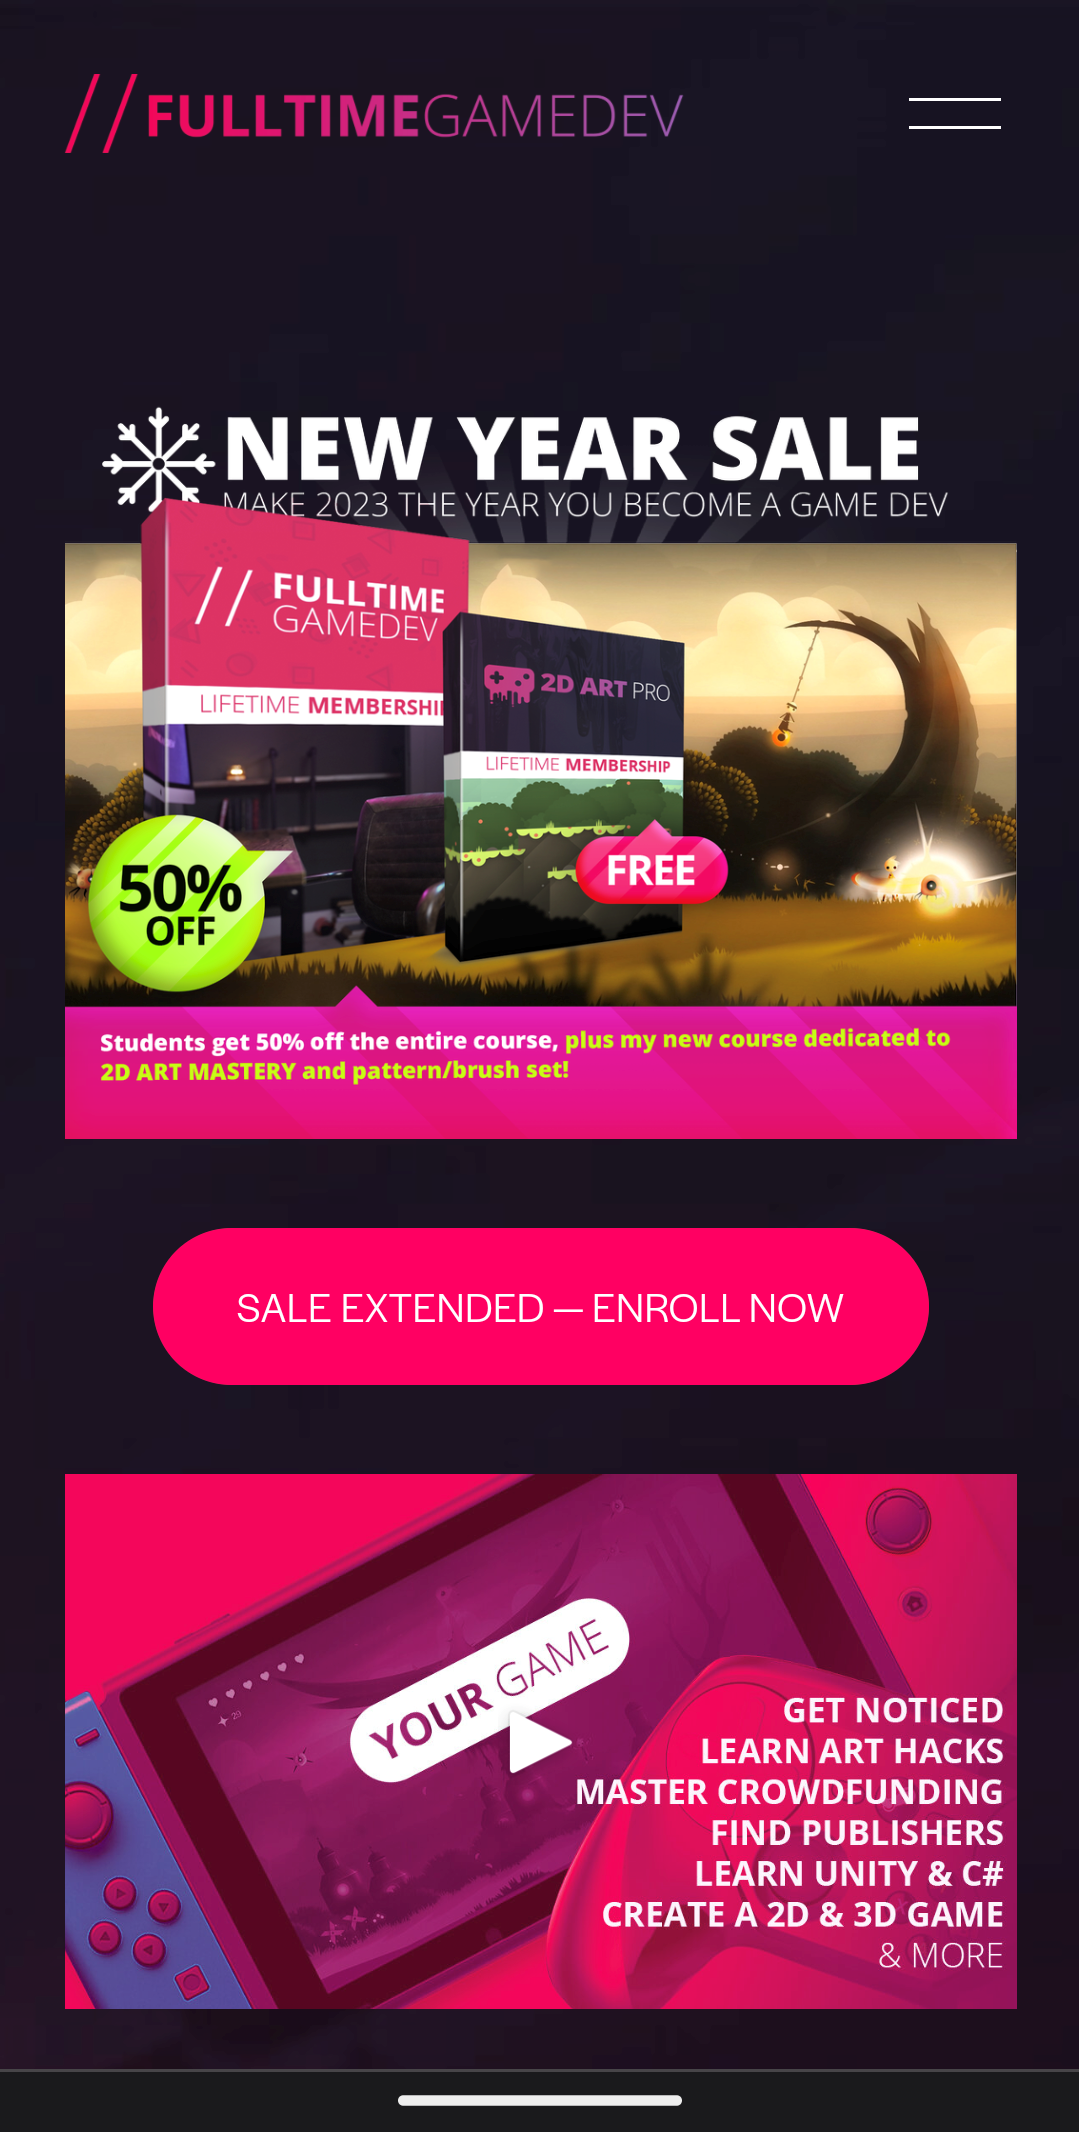 //FULLTIMEGAMEDEV
NEW YEAR SALE
MAKE 2023 THE YEAR YOU BECOME A GAME DEV
// FULLTIME
GAMEDEV
LIFETIME MEMBERSHIP
2D ART PRO
LIFETIME MEMBERSHIP
FREE
50%
OFF
Students get 50% off the entire course, plus my new course dedicated to
2D ART MASTERY and pattern/brush set!
SALE EXTENDED — ENROLL NOW
YOUR GAME
29
GET NOTICED
LEARN ART HACKS
MASTER CROWDFUNDING
FIND PUBLISHERS
LEARN UNITY & C#
CREATE A 2D & 3D GAME
& MORE